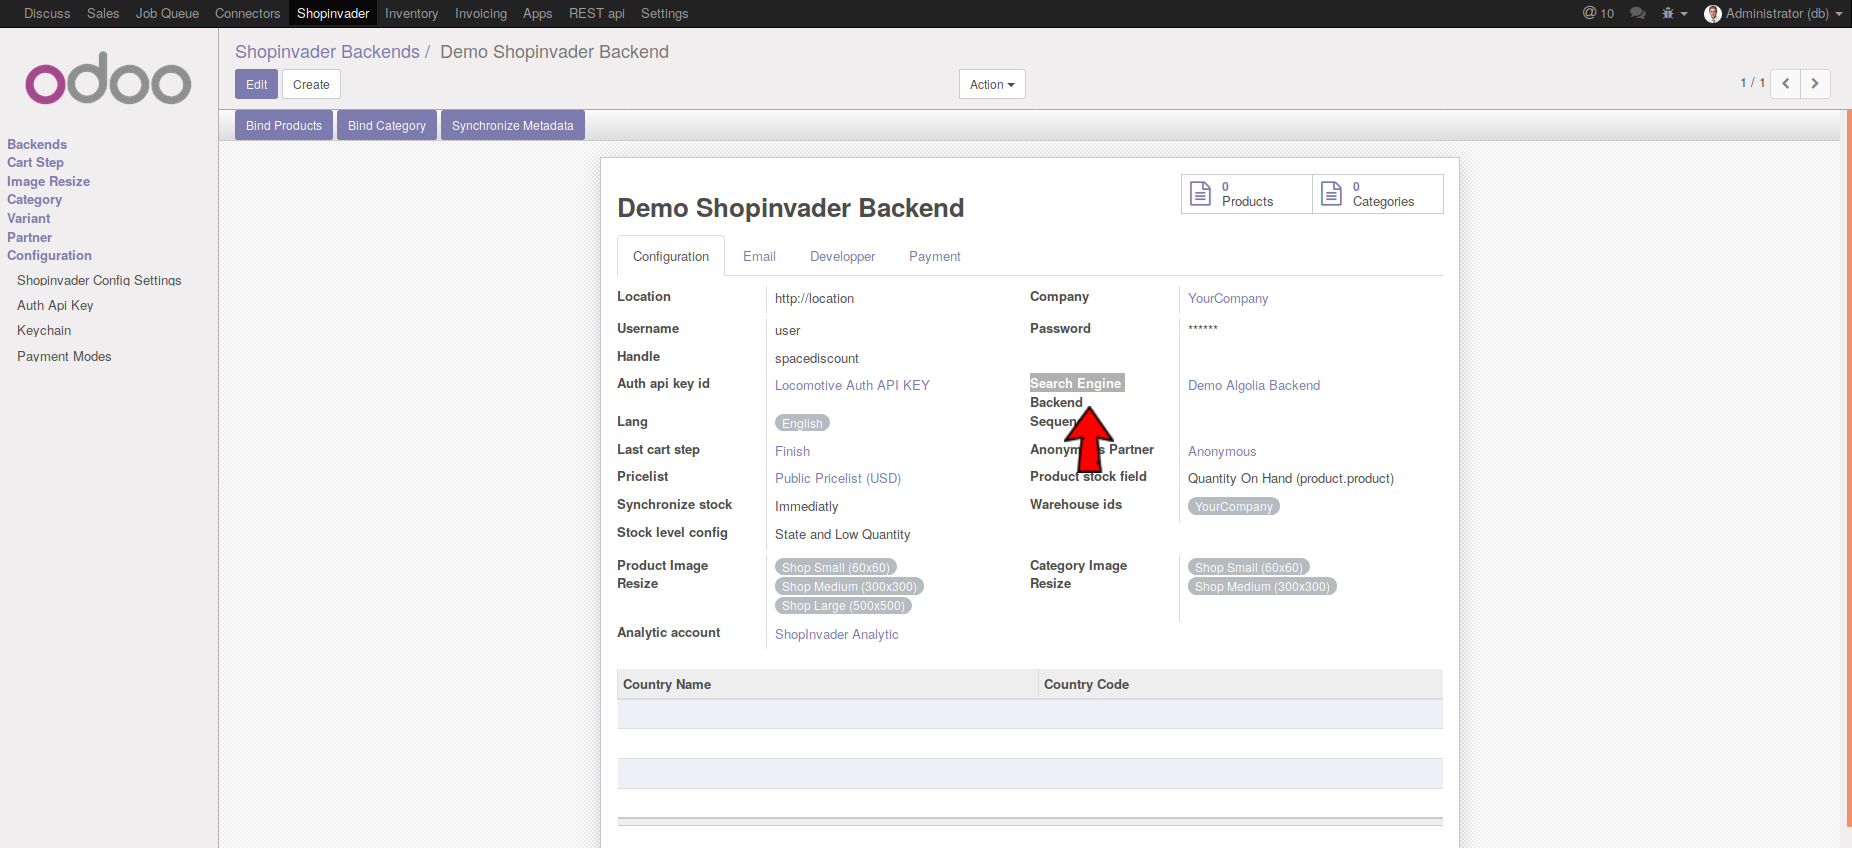 Discuss Sales Job Queue Connectors Shopinvader Inventory Invoicing Apps REST api Settings @ 10 Administrator (db)
odoo
Shopinvader Backends / Demo Shopinvader Backend
Edit Create Action 1 / 1
Bind Products Bind Category Synchronize Metadata
Backends
Cart Step
Image Resize
Category
Variant
Partner
Configuration
Shopinvader Config Settings
Auth Api Key
Keychain
Payment Modes
0 Products
0 Categories
Demo Shopinvader Backend
Configuration Email Developper Payment
Location http://location Company YourCompany
Username user Password ******
Handle spacediscount
Auth api key id Locomotive Auth API KEY Search Engine Backend Demo Algolia Backend
Lang English
Last cart step Finish Partner Anonymous
Pricelist Public Pricelist (USD) Product stock field Quantity On Hand (product.product)
Synchronize stock Immediatly Warehouse ids YourCompany
Stock level config State and Low Quantity
Product Image Resize Shop Small (60x60) Category Image Resize Shop Small (60x60)
Shop Medium (300x300) Shop Medium (300x300)
Shop Large (500x500)
Analytic account ShopInvader Analytic
Country Name Country Code